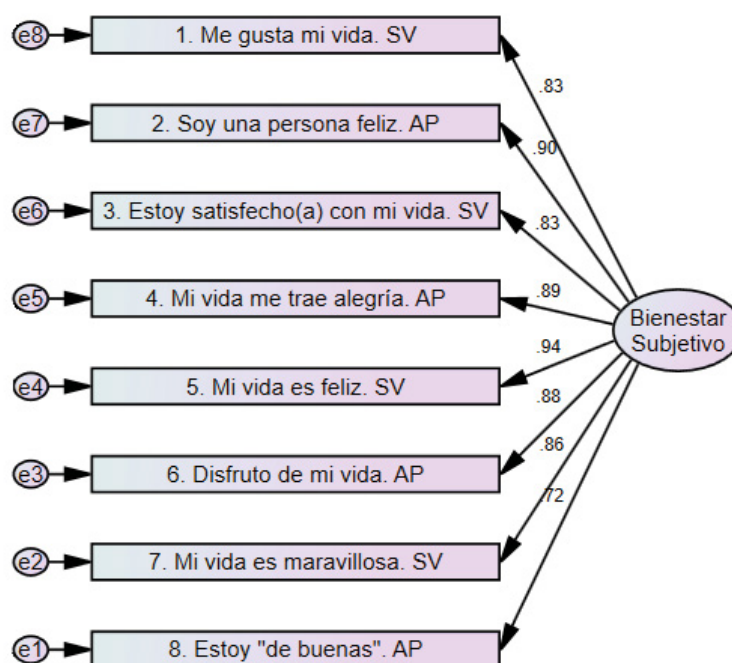 e8 1. Me gusta mi vida. SV
.83
e7 2. Soy una persona feliz. AP
.90
e6 3. Estoy satisfecho(a) con mi vida. SV
.83
e5 4. Mi vida me trae alegría. AP
.89
Bienestar
Subjetivo
.94
e4 5. Mi vida es feliz. SV
.88
.86
e3 6. Disfruto de mi vida. AP
.72
e2 7. Mi vida es maravillosa. SV
e1 8. Estoy "de buenas". AP